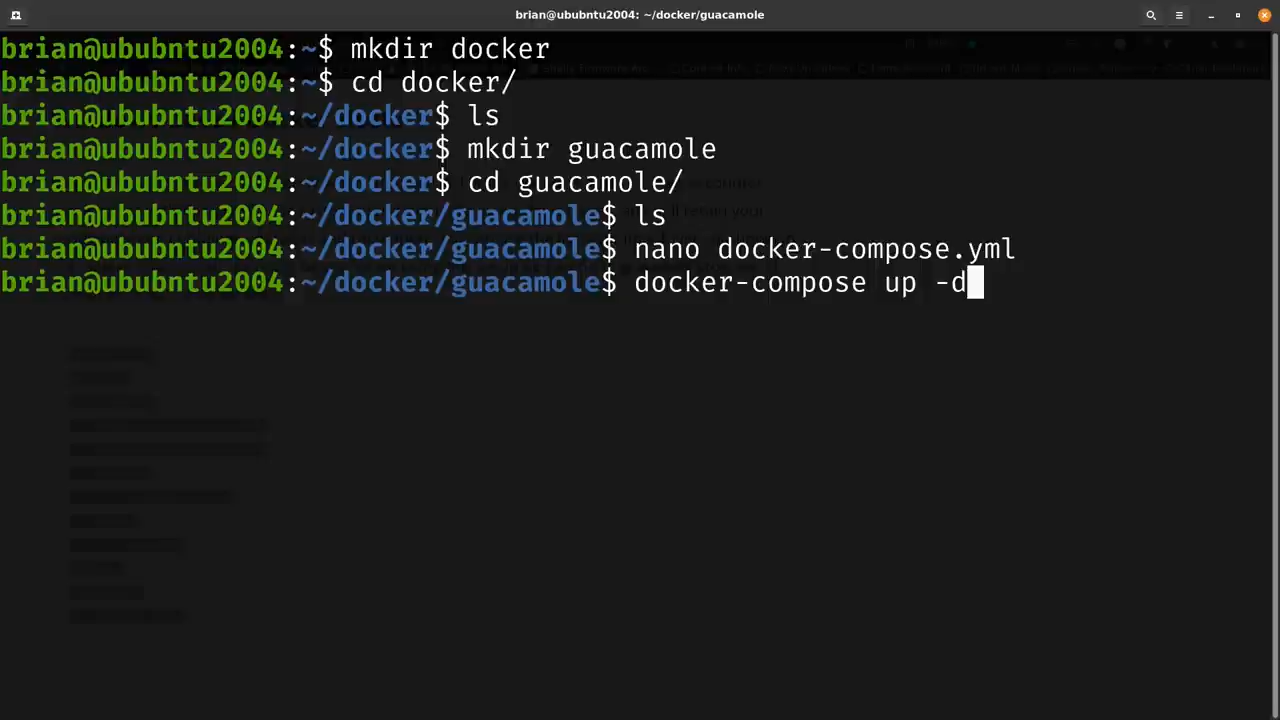 brian@ububntu2004: ~/docker/guacamole
brian@ububntu2004:~$ mkdir docker
brian@ububntu2004:~$ cd docker/
brian@ububntu2004:~/docker$ ls
brian@ububntu2004:~/docker$ mkdir guacamole
brian@ububntu2004:~/docker$ cd guacamole/
brian@ububntu2004:~/docker/guacamole$ ls
brian@ububntu2004:~/docker/guacamole$ nano docker-compose.yml
brian@ububntu2004:~/docker/guacamole$ docker-compose up -d